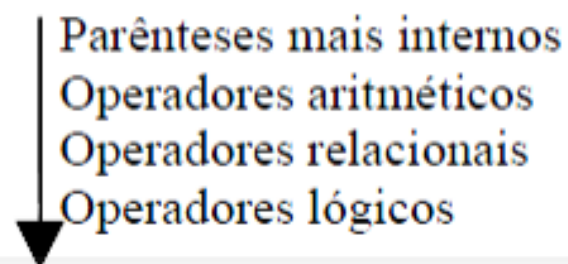 Parênteses mais internos
Operadores aritméticos
Operadores relacionais
Operadores lógicos